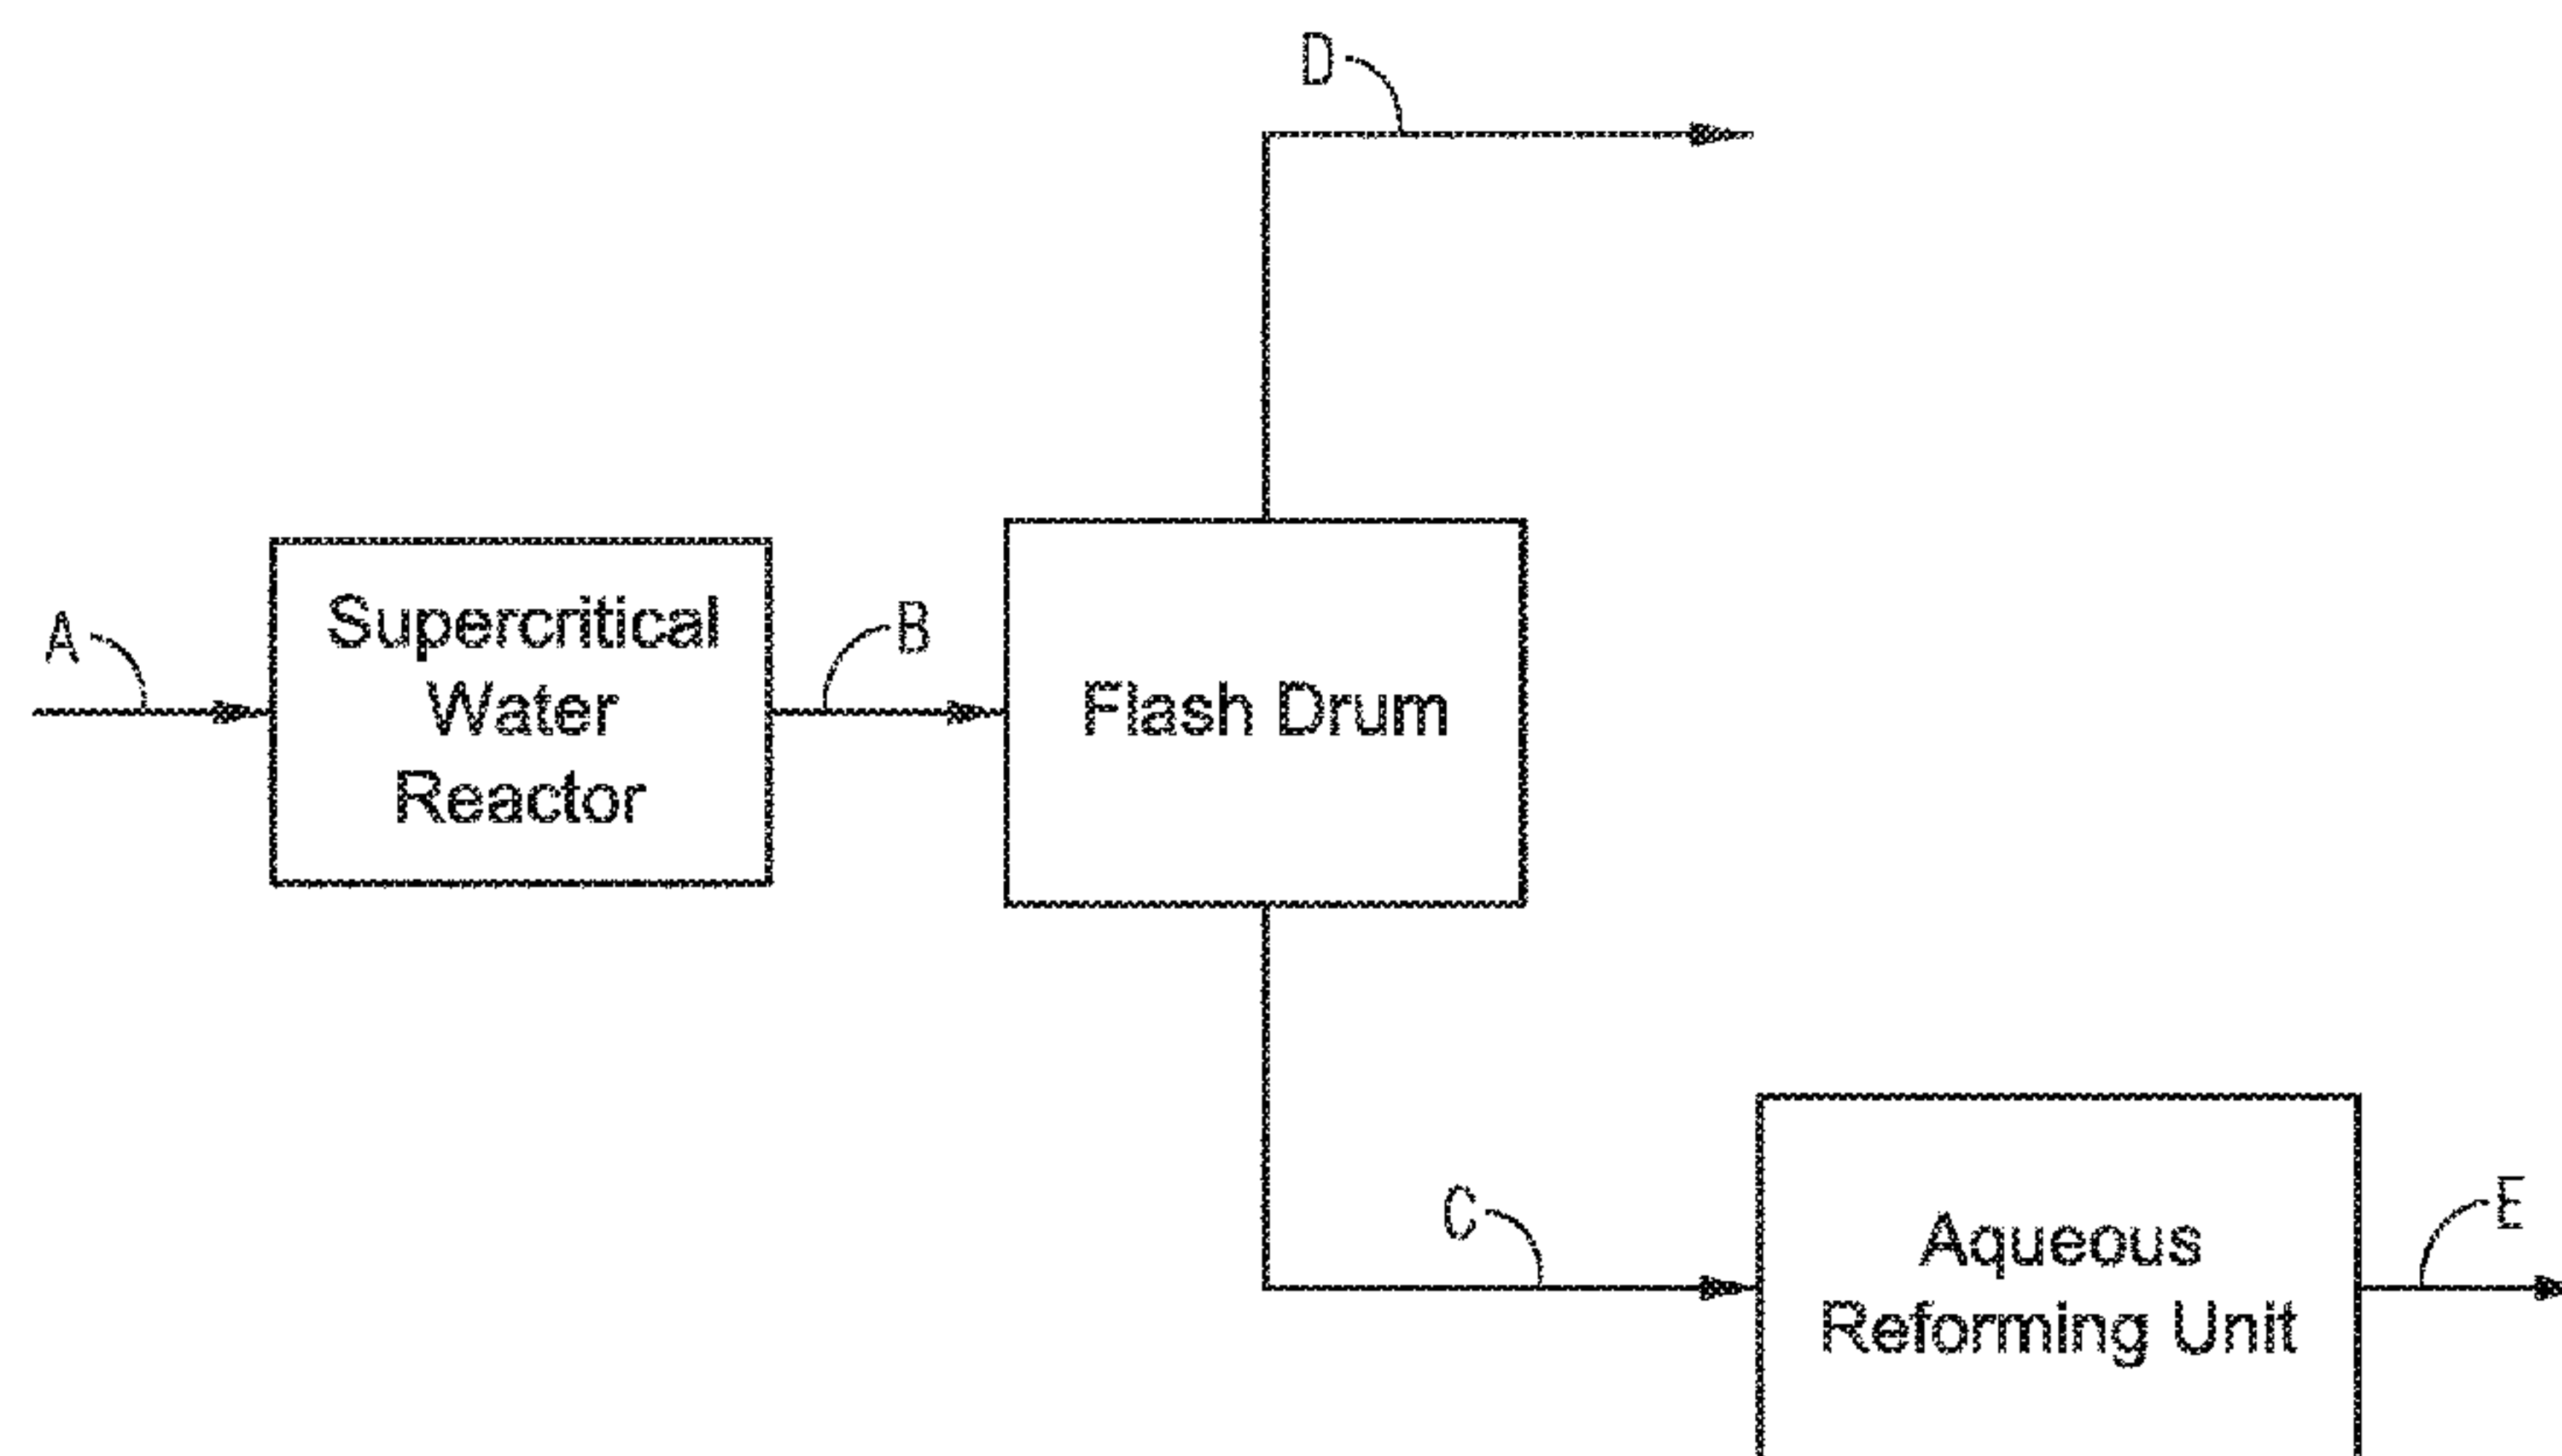 D
A
Supercritical
Water
Reactor
B
Flash Drum
C
Aqueous
Reforming Unit
E